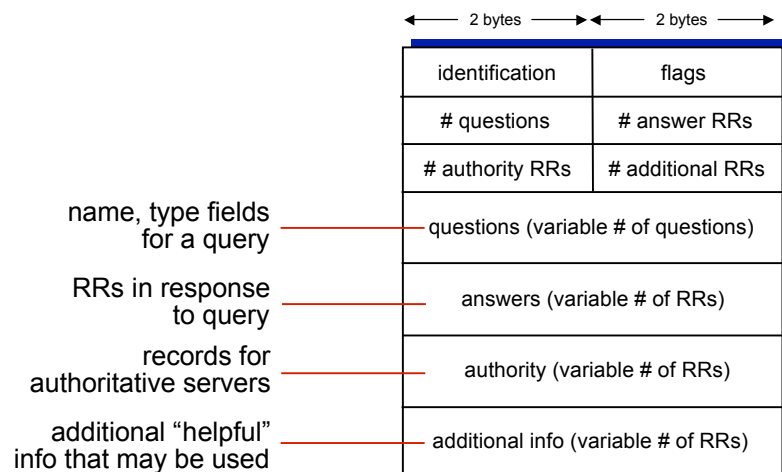 2 bytes 2 bytes
identification flags
# questions # answer RRs
# authority RRs # additional RRs
name, type fields
for a query
questions (variable # of questions)
RRs in response
to query
answers (variable # of RRs)
records for
authoritative servers
authority (variable # of RRs)
additional “helpful”
info that may be used
additional info (variable # of RRs)